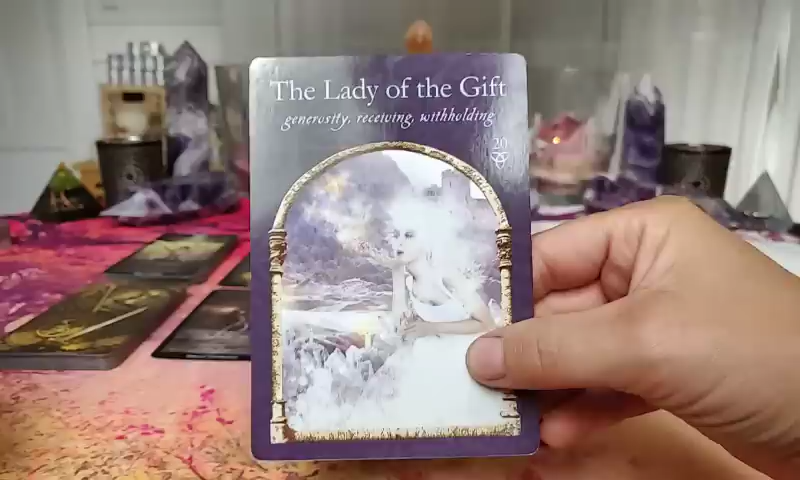 The Lady of the Gift
generosity, receiving, withholding
20